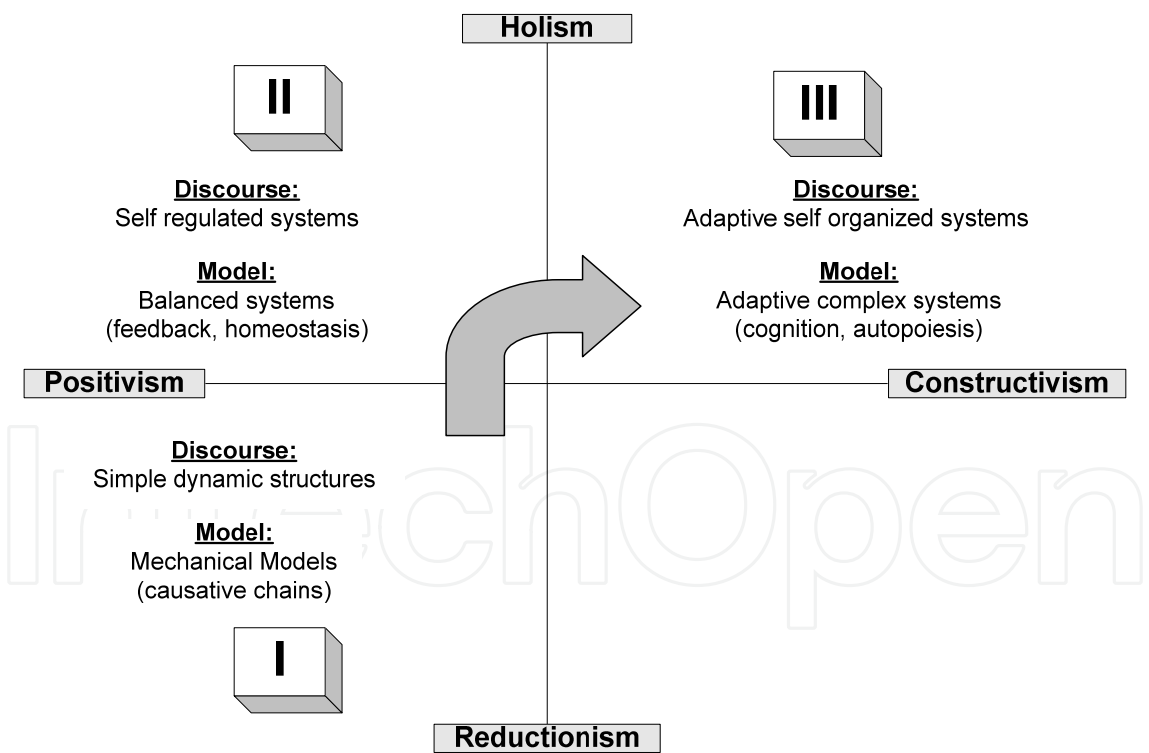 Holism
II
Discourse:
Self regulated systems
Model:
Balanced systems
(feedback, homeostasis)
III
Discourse:
Adaptive self organized systems
Model:
Adaptive complex systems
(cognition, autopoiesis)
Positivism
Constructivism
Discourse:
Simple dynamic structures
Model:
Mechanical Models
(causative chains)
I
Reductionism
IntechOpen